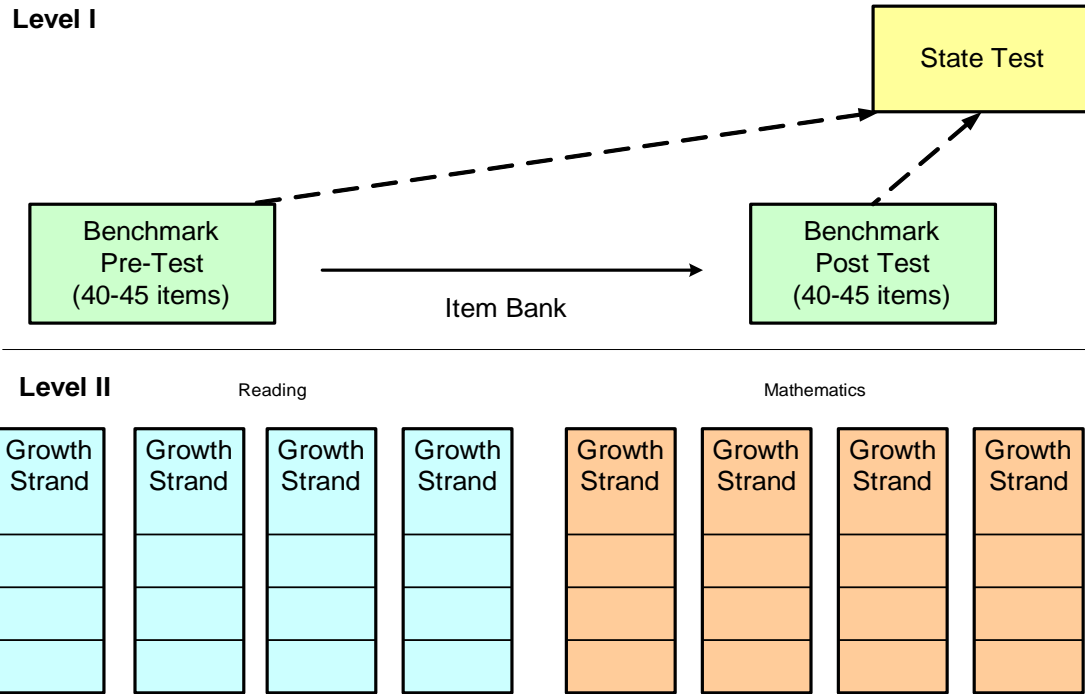 Level I
State Test
Benchmark
Pre-Test
(40-45 items)
Item Bank
Benchmark
Post Test
(40-45 items)
Level II
Reading
Mathematics
Growth
Strand
Growth
Strand
Growth
Strand
Growth
Strand
Growth
Strand
Growth
Strand
Growth
Strand
Growth
Strand